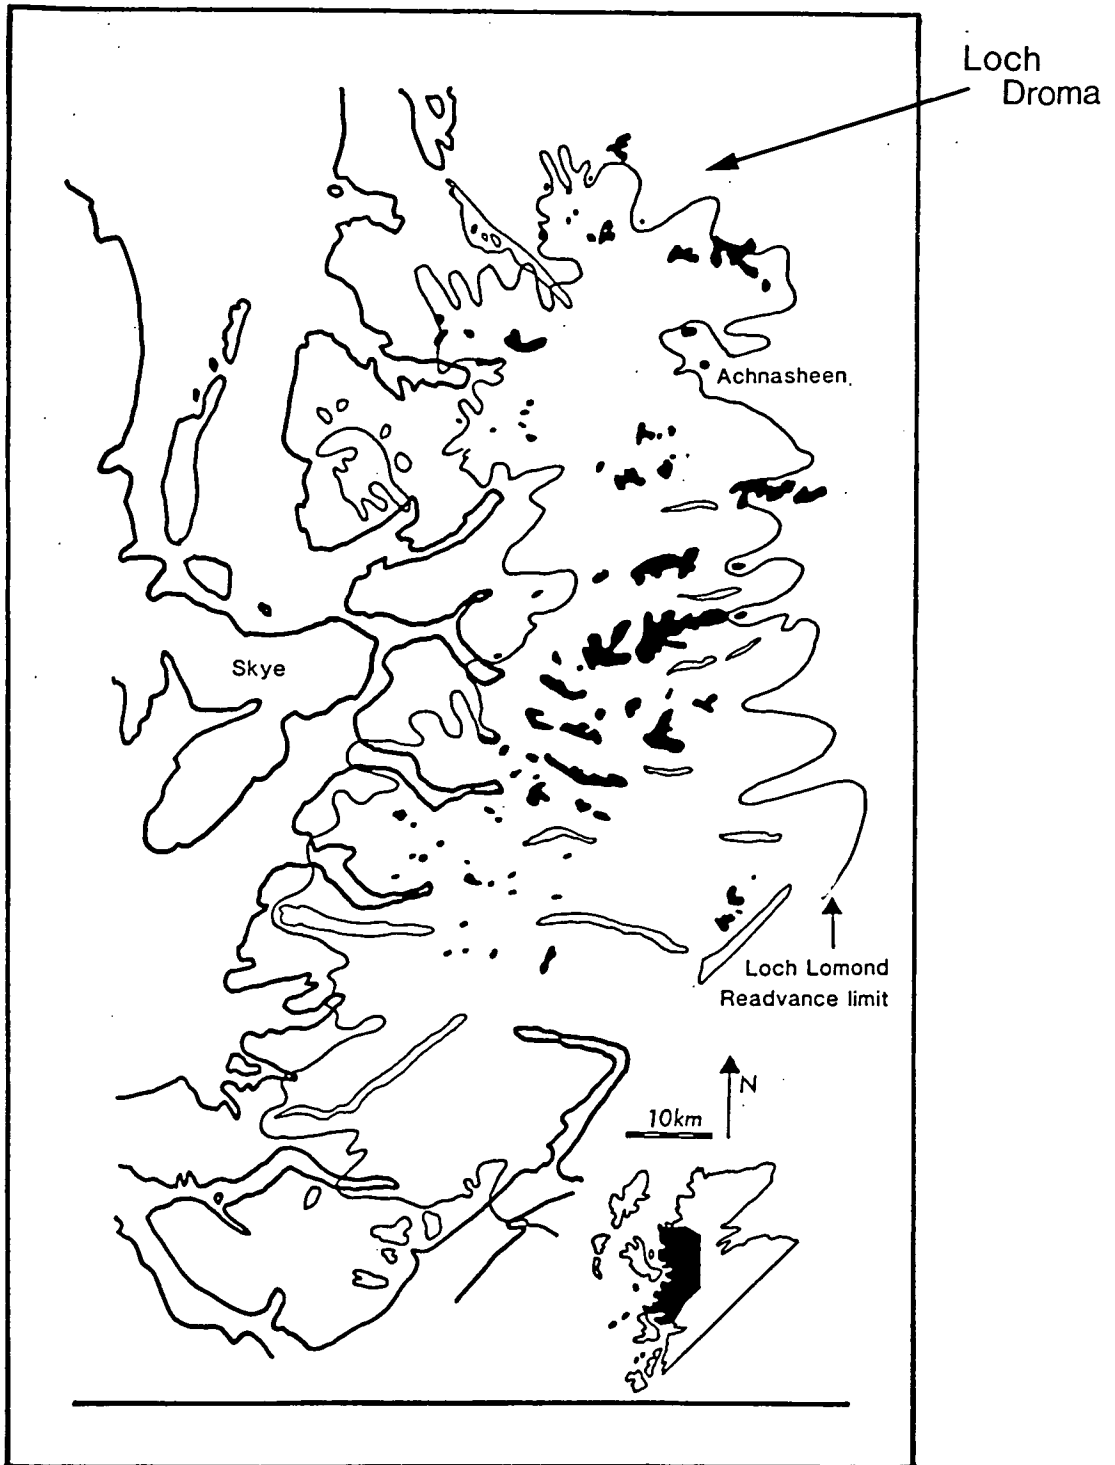 Loch
Droma
Achnasheen
Skye
Loch Lomond
Readvance limit
N
10km